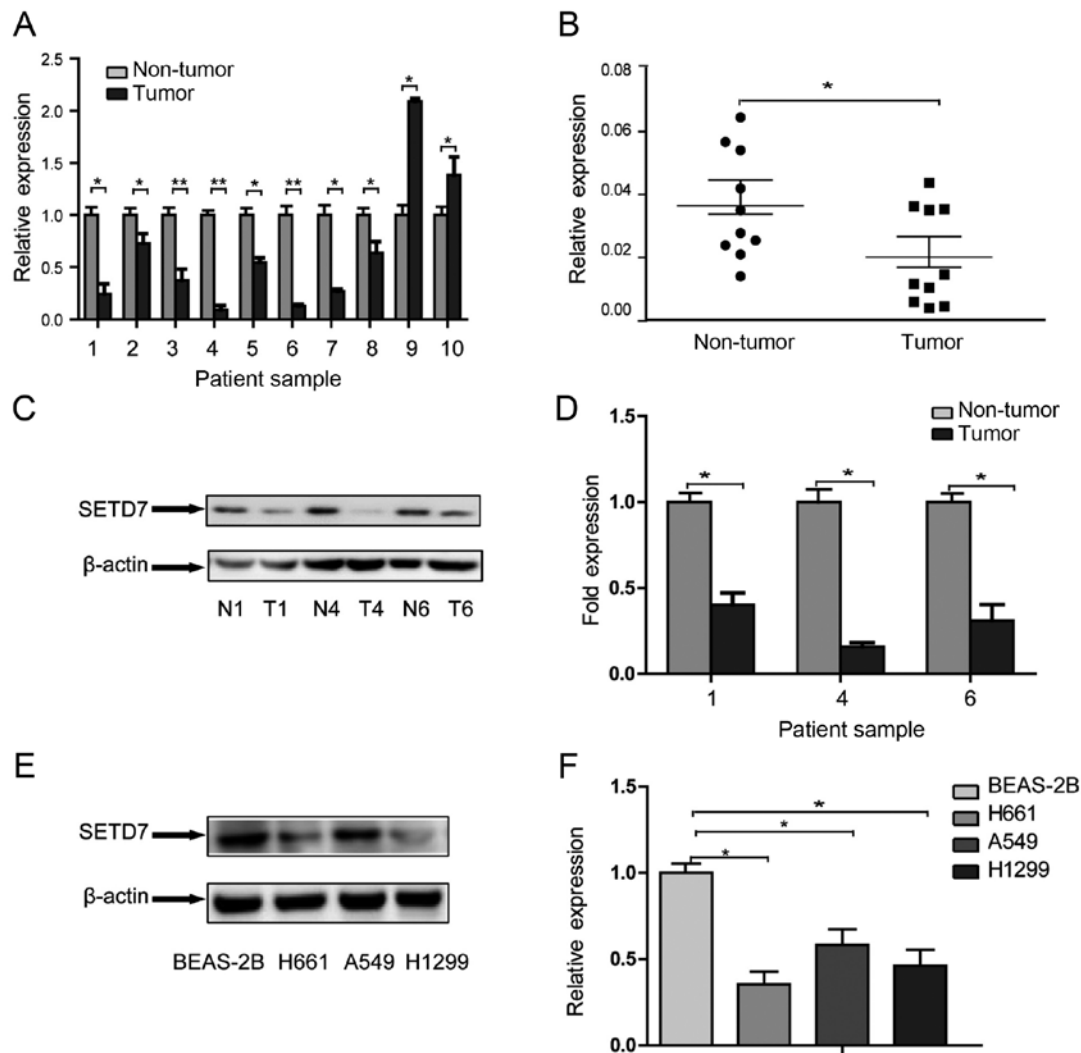 A
Relative expression
2.5
2.0
1.5
1.0
0.5
0.0
Non-tumor
Tumor
* * ** ** * ** * * * *
1 2 3 4 5 6 7 8 9 10
Patient sample
B
Relative expression
0.08
0.06
0.04
0.02
0.00
*
Non-tumor Tumor
C
SETD7
β-actin
N1 T1 N4 T4 N6 T6
D
Fold expression
1.5
1.0
0.5
0.0
Non-tumor
Tumor
* * *
1 4 6
Patient sample
E
SETD7
β-actin
BEAS-2B H661 A549 H1299
F
Relative expression
1.5
1.0
0.5
0.0
*
*
*
BEAS-2B
H661
A549
H1299